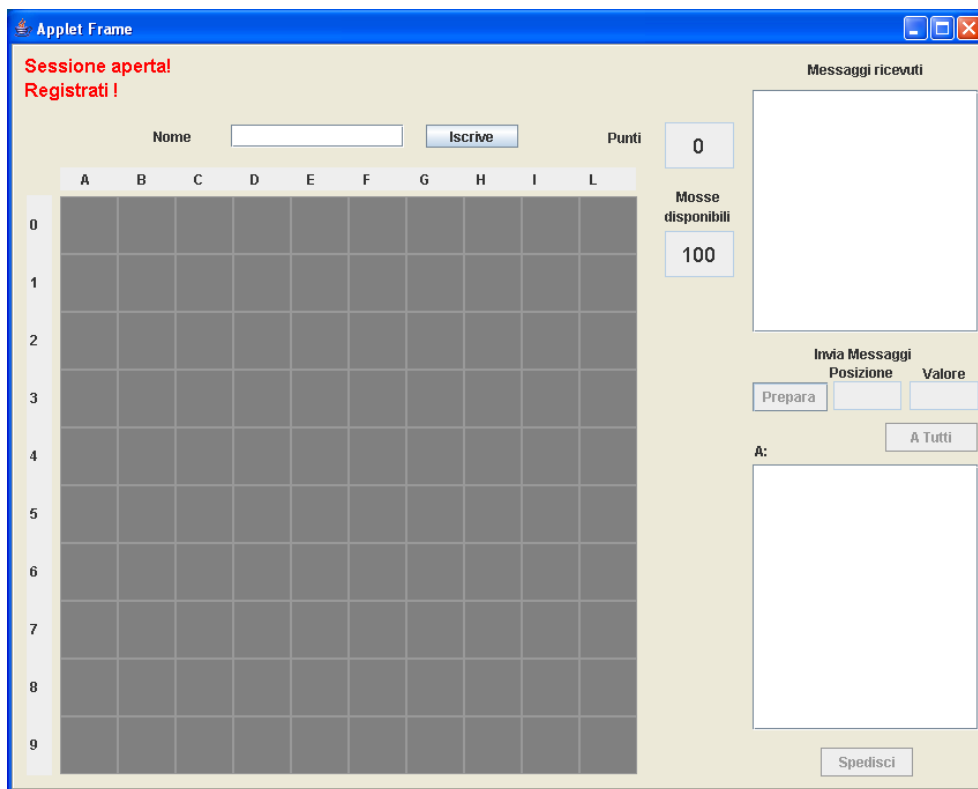 Applet Frame
Sessione aperta!
Registrati !
Nome
Iscrive
Punti
0
Mosse
disponibili
100
A B C D E F G H I L
0
1
2
3
4
5
6
7
8
9
Messaggi ricevuti
Invia Messaggi
Posizione Valore
Prepara
A Tutti
A:
Spedisci